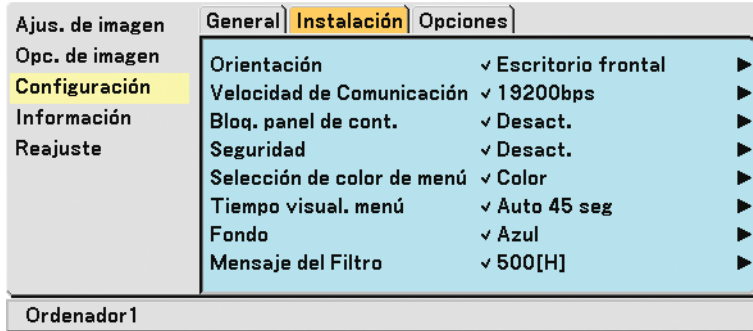 Ajus. de imagen
Opc. de imagen
Configuración
Información
Reajuste
General Instalación Opciones
Orientación ✓ Escritorio frontal ▶
Velocidad de Comunicación ✓ 19200bps ▶
Bloq. panel de cont. ✓ Desact. ▶
Seguridad ✓ Desact. ▶
Selección de color de menú ✓ Color ▶
Tiempo visual. menú ✓ Auto 45 seg ▶
Fondo ✓ Azul ▶
Mensaje del Filtro ✓ 500[H] ▶
Ordenador1